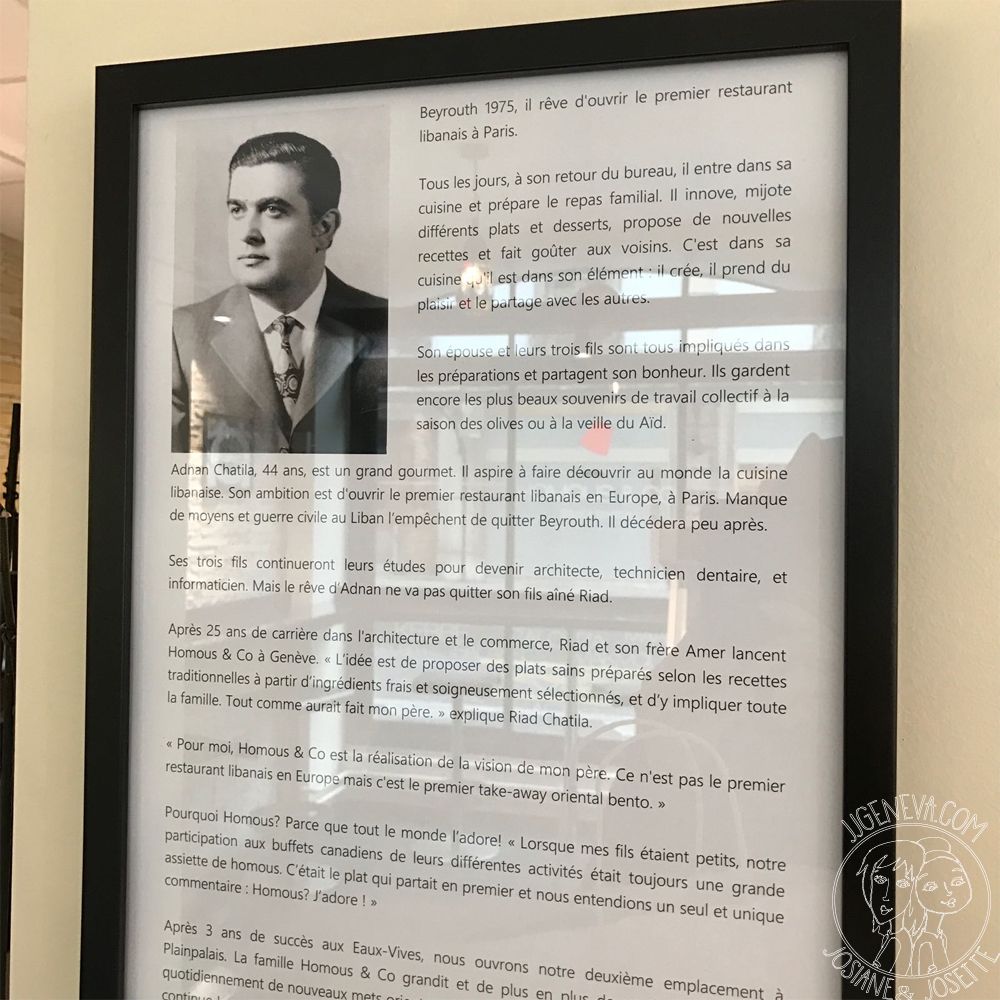 Beyrouth 1975, il rêve d'ouvrir le premier restaurant
libanais à Paris.
Tous les jours, à son retour du bureau, il entre dans sa
cuisine et prépare le repas familial. Il innove, mijote
différents plats et desserts, propose de nouvelles
recettes et fait goûter aux voisins. C'est dans sa
cuisine qu'il est dans son élément : il crée, il prend du
plaisir et le partage avec les autres.
Son épouse et leurs trois fils sont tous impliqués dans
les préparations et partagent son bonheur. Ils gardent
encore les plus beaux souvenirs de travail collectif à la
saison des olives ou à la veille du Aïd.
Adnan Chatila, 44 ans, est un grand gourmet. Il aspire à faire découvrir au monde la cuisine
libanaise. Son ambition est d'ouvrir le premier restaurant libanais en Europe, à Paris. Manque
de moyens et guerre civile au Liban l'empêchent de quitter Beyrouth. Il décédera peu après.
Ses trois fils continueront leurs études pour devenir architecte, technicien dentaire, et
informaticien. Mais le rêve d'Adnan ne va pas quitter son fils aîné Riad.
Après 25 ans de carrière dans l'architecture et le commerce, Riad et son frère Amer lancent
Homous & Co à Genève. « L'idée est de proposer des plats sains préparés selon les recettes
traditionnelles à partir d'ingrédients frais et soigneusement sélectionnés, et d'y impliquer toute
la famille. Tout comme aurait fait mon père. » explique Riad Chatila.
« Pour moi, Homous & Co est la réalisation de la vision de mon père. Ce n'est pas le premier
restaurant libanais en Europe mais c'est le premier take-away oriental bento. »
Pourquoi Homous? Parce que tout le monde l'adore! « Lorsque mes fils étaient petits, notre
participation aux buffets canadiens de leurs différentes activités était toujours une grande
assiette de homous. C'était le plat qui partait en premier et nous entendions un seul et unique
commentaire : Homous? J'adore ! »
Après 3 ans de succès aux Eaux-Vives, nous ouvrons notre deuxième emplacement à
Plainpalais. La famille Homous & Co grandit et de plus en plus
quotidiennement de nouveaux mets
JJGENEVA.COM
JOSIANE & JOSETTE